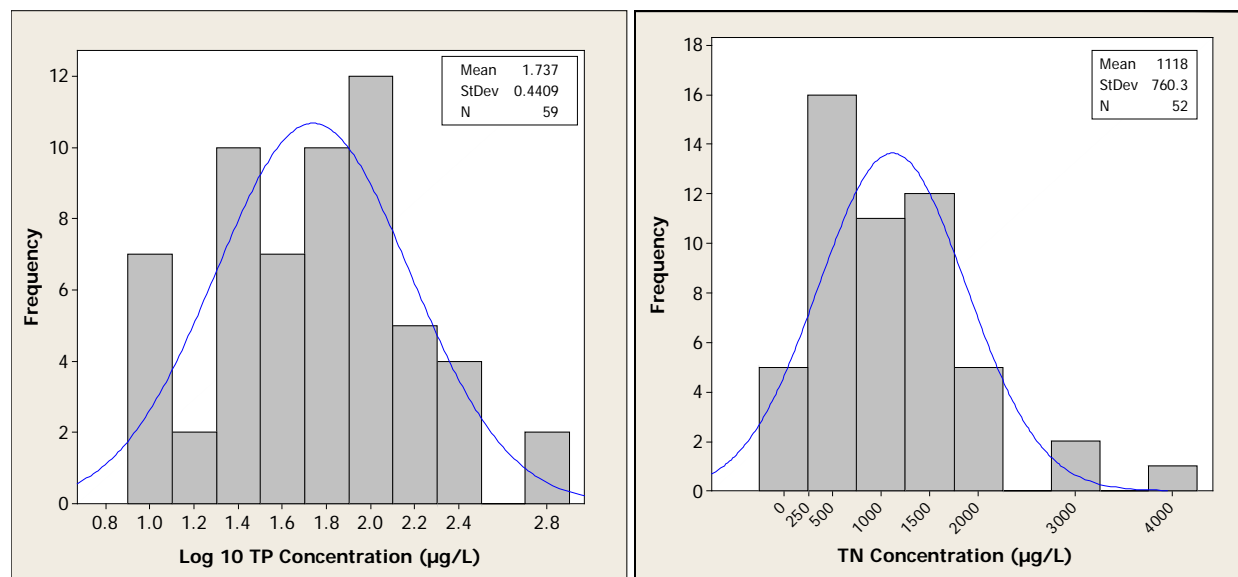 Mean 1.737
StDev 0.4409
N 59
12
10
8
6
4
2
0
Frequency
0.8 1.0 1.2 1.4 1.6 1.8 2.0 2.2 2.4 2.8
Log 10 TP Concentration (µg/L)
Mean 1118
StDev 760.3
N 52
18
16
14
12
10
8
6
4
2
0
Frequency
0 250 500 1000 1500 2000 3000 4000
TN Concentration (µg/L)